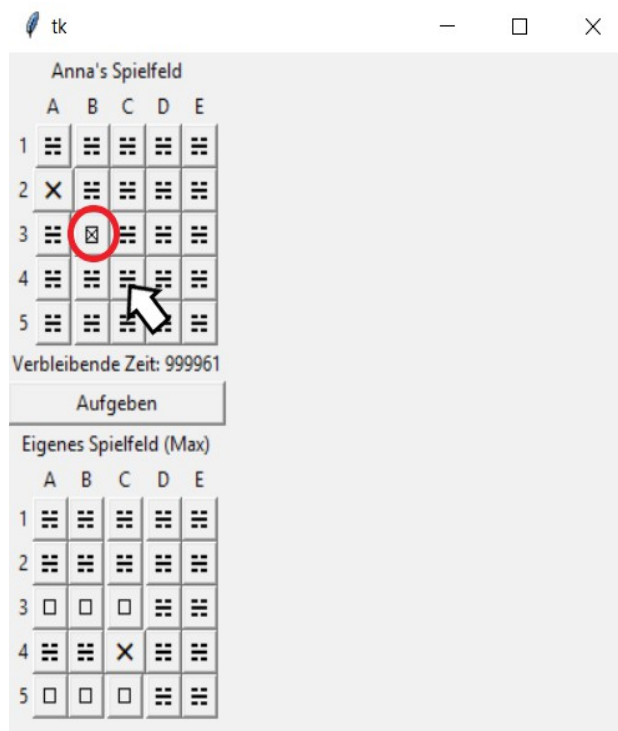 tk
Anna's Spielfeld
A B C D E
1 ䷀ ䷀ ䷀ ䷀ ䷀
2 ✕ ䷀ ䷀ ䷀ ䷀
3 ䷀ ☒ ䷀ ䷀ ䷀
4 ䷀ ䷀ ䷀ ䷀ ䷀
5 ䷀ ䷀ ䷀ ䷀ ䷀
Verbleibende Zeit: 999961
Aufgeben
Eigenes Spielfeld (Max)
A B C D E
1 ䷀ ䷀ ䷀ ䷀ ䷀
2 ䷀ ䷀ ䷀ ䷀ ䷀
3 □ □ □ ䷀ ䷀
4 ䷀ ䷀ ✕ ䷀ ䷀
5 □ □ □ ䷀ ䷀